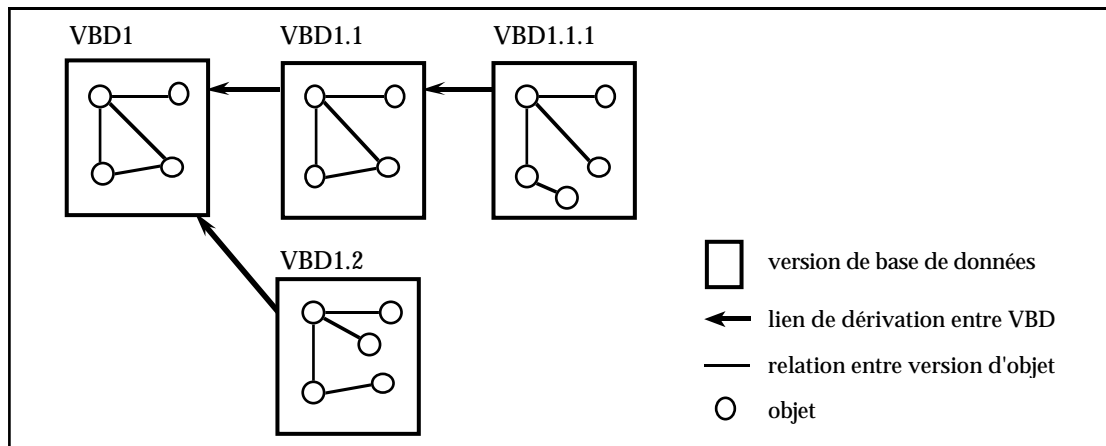 VBD1
VBD1.1
VBD1.1.1
VBD1.2
version de base de données
lien de dérivation entre VBD
relation entre version d'objet
objet